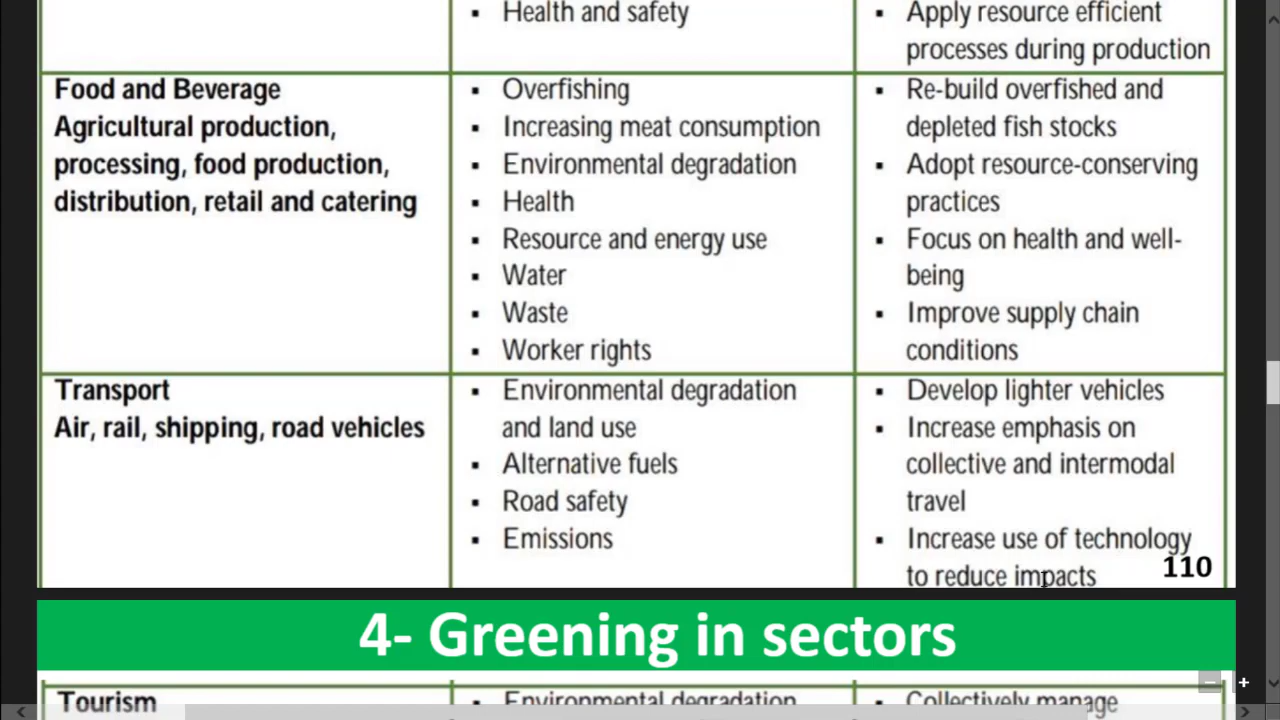 Health and safety
Apply resource efficient
processes during production
Food and Beverage
Agricultural production,
processing, food production,
distribution, retail and catering
Overfishing
Increasing meat consumption
Environmental degradation
Health
Resource and energy use
Water
Waste
Worker rights
Re-build overfished and
depleted fish stocks
Adopt resource-conserving
practices
Focus on health and well-
being
Improve supply chain
conditions
Transport
Air, rail, shipping, road vehicles
Environmental degradation
and land use
Alternative fuels
Road safety
Emissions
Develop lighter vehicles
Increase emphasis on
collective and intermodal
travel
Increase use of technology
to reduce impacts
110
4- Greening in sectors
Tourism
Environmental degradation
Collectively manage